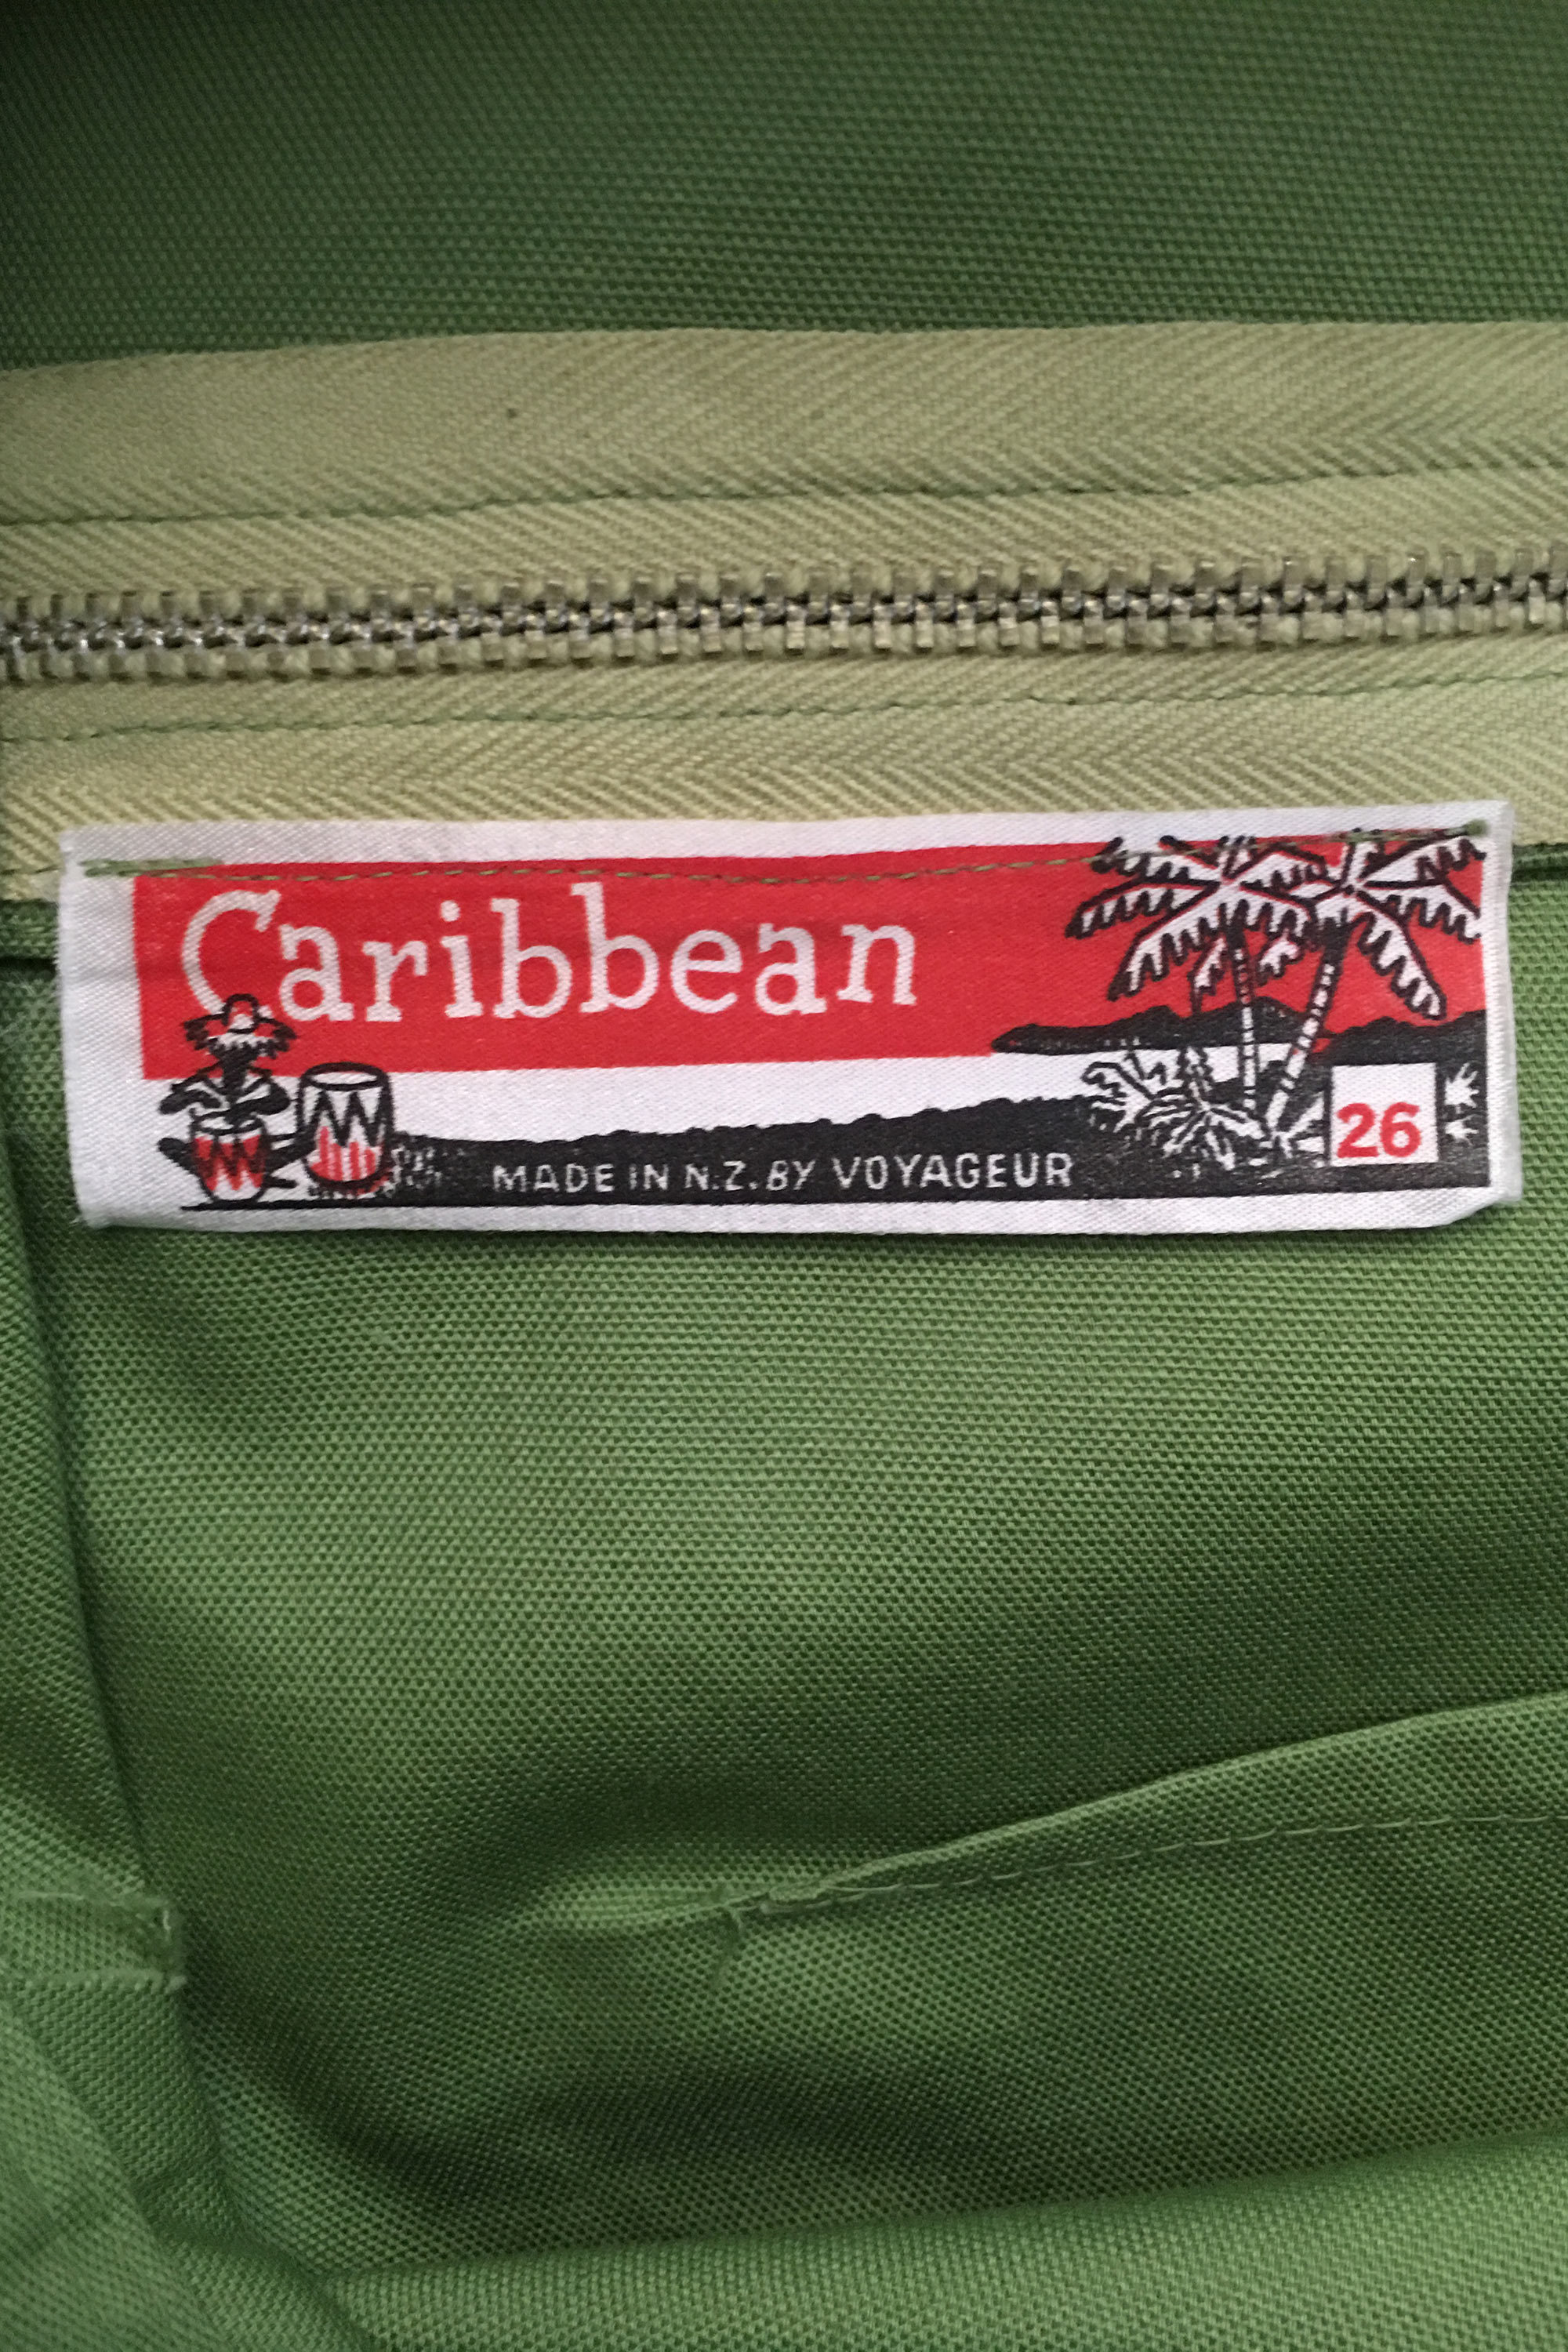 Caribbean
26
MADE IN N.Z. BY VOYAGEUR